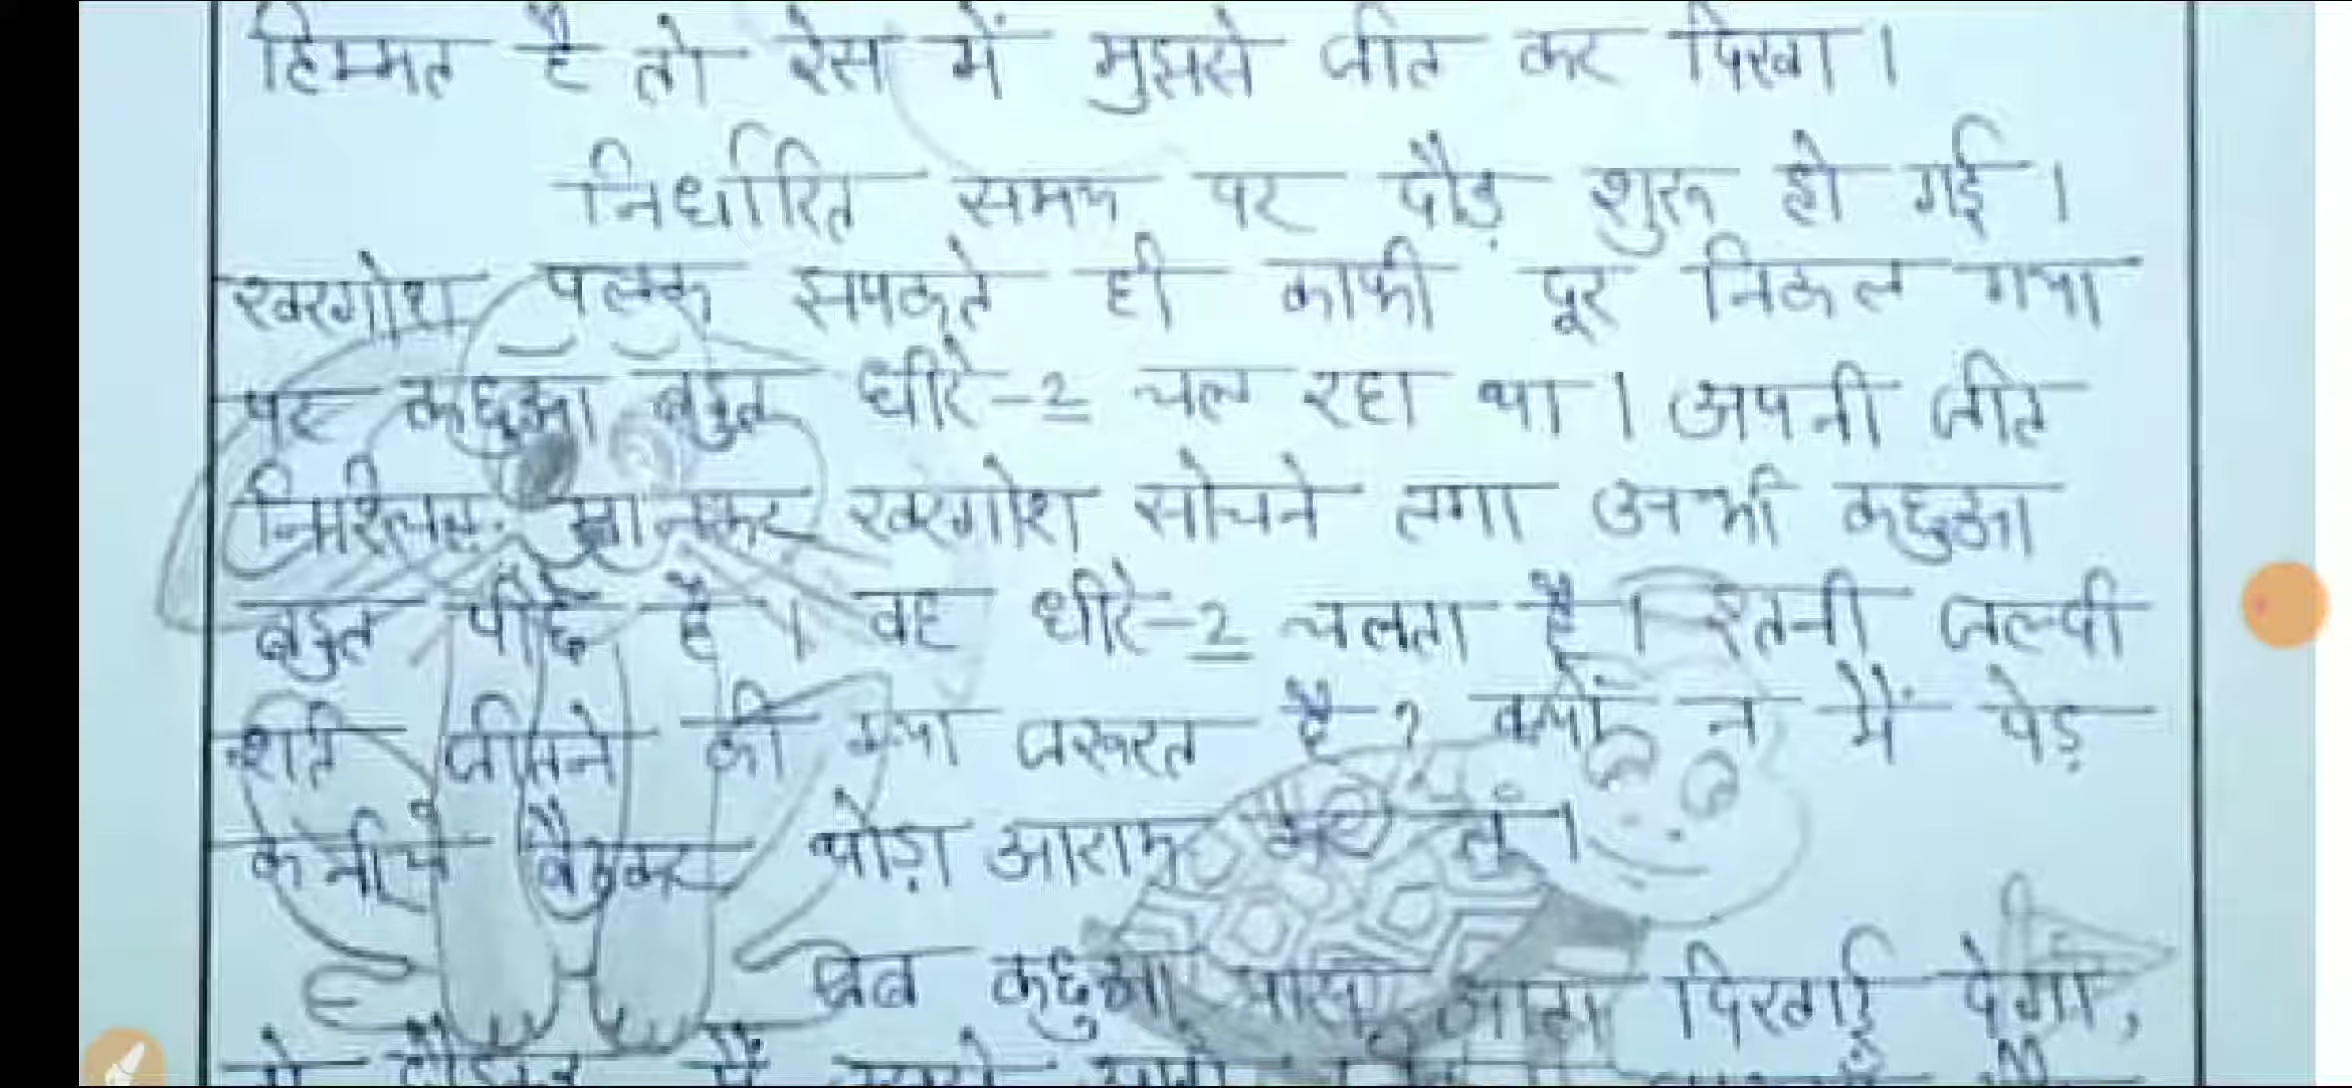 हिम्मत है तो रेस में मुझसे जीत कर दिखा।
निर्धारित समय पर दौड़ शुरू हो गई।
खरगोश पलक झपकते ही काफी दूर निकल गया
पर कछुआ बहुत धीरे-2 चल रहा था। अपनी जीत
निश्चित मानकर खरगोश सोचने लगा अभी कछुआ
बहुत पीछे है। वह धीरे-2 चलता है। इतनी जल्दी
शर्त जीतने की क्या जरूरत है? क्यों न मैं पेड़
के नीचे बैठकर थोड़ा आराम कर लूं।
जब कछुआ पास आता दिखाई देगा,